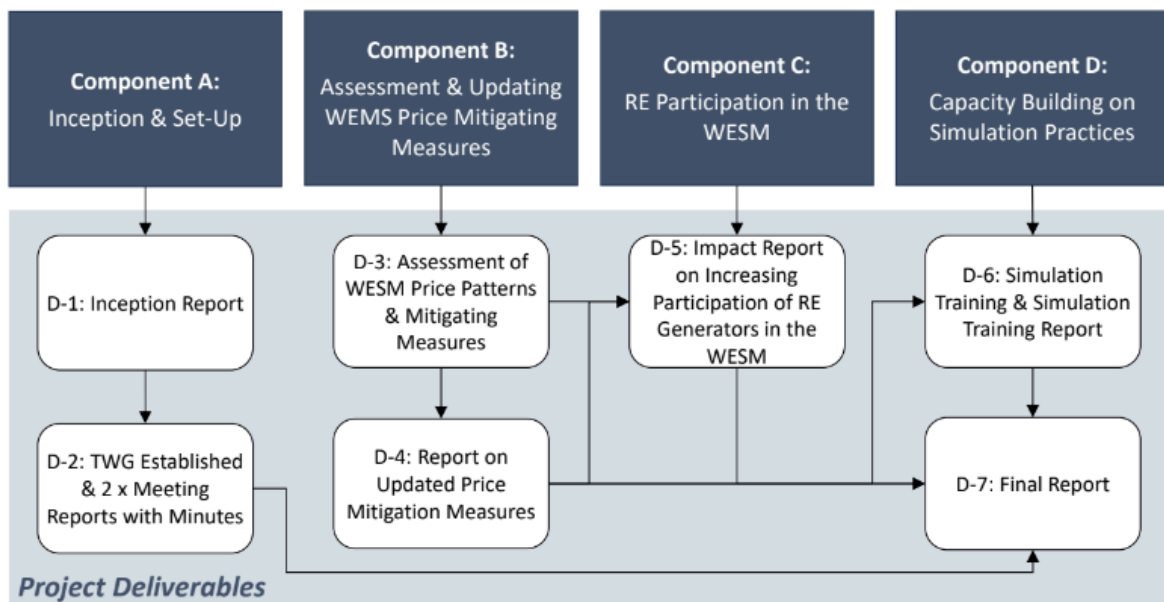 Component A:
Inception & Set-Up
Component B:
Assessment & Updating
WEMS Price Mitigating
Measures
Component C:
RE Participation in the
WESM
Component D:
Capacity Building on
Simulation Practices
D-1: Inception Report
D-3: Assessment of
WESM Price Patterns
& Mitigating
Measures
D-5: Impact Report
on Increasing
Participation of RE
Generators in the
WESM
D-6: Simulation
Training & Simulation
Training Report
D-2: TWG Established
& 2 x Meeting
Reports with Minutes
D-4: Report on
Updated Price
Mitigation Measures
D-7: Final Report
Project Deliverables